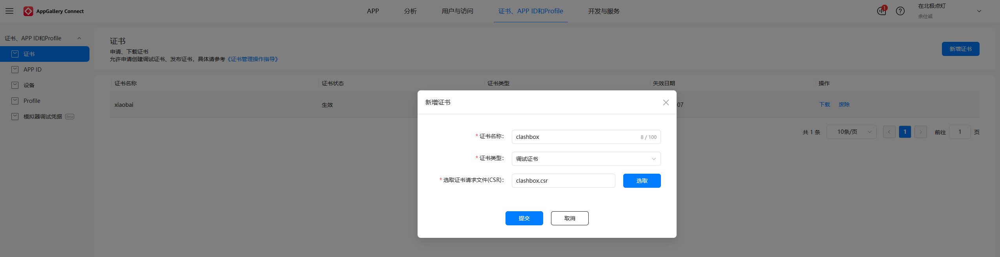 AppGallery Connect
APP
分析
用户与访问
证书、APP ID和Profile
开发与服务
1
在北极点灯
余仕诚
证书、APP ID和Profile
证书
APP ID
设备
Profile
模拟器调试凭据 Beta
证书
申请、下载证书
允许申请创建调试证书、发布证书，具体请参考《证书管理操作指导》
新增证书
证书名称 证书状态 证书类型 失效日期 操作
xiaobai 生效 07 下载 废除
共 1 条 10条/页 1 前往 1 页
新增证书
*证书名称： clashbox 8 / 100
*证书类型： 调试证书
*选取证书请求文件(CSR)： clashbox.csr 选取
提交 取消